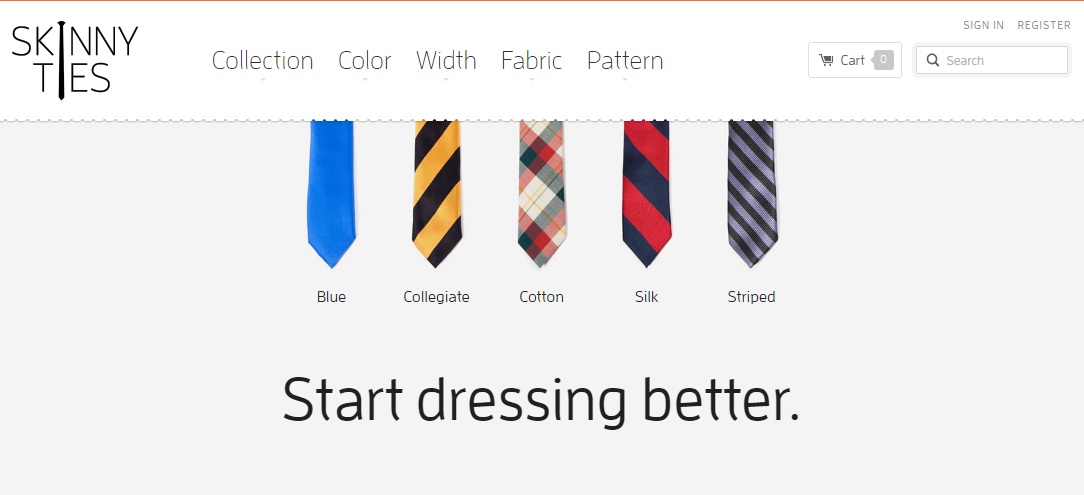 SKINNY
TIES
SIGN IN REGISTER
Collection Color Width Fabric Pattern
Cart 0
Search
Blue Collegiate Cotton Silk Striped
Start dressing better.